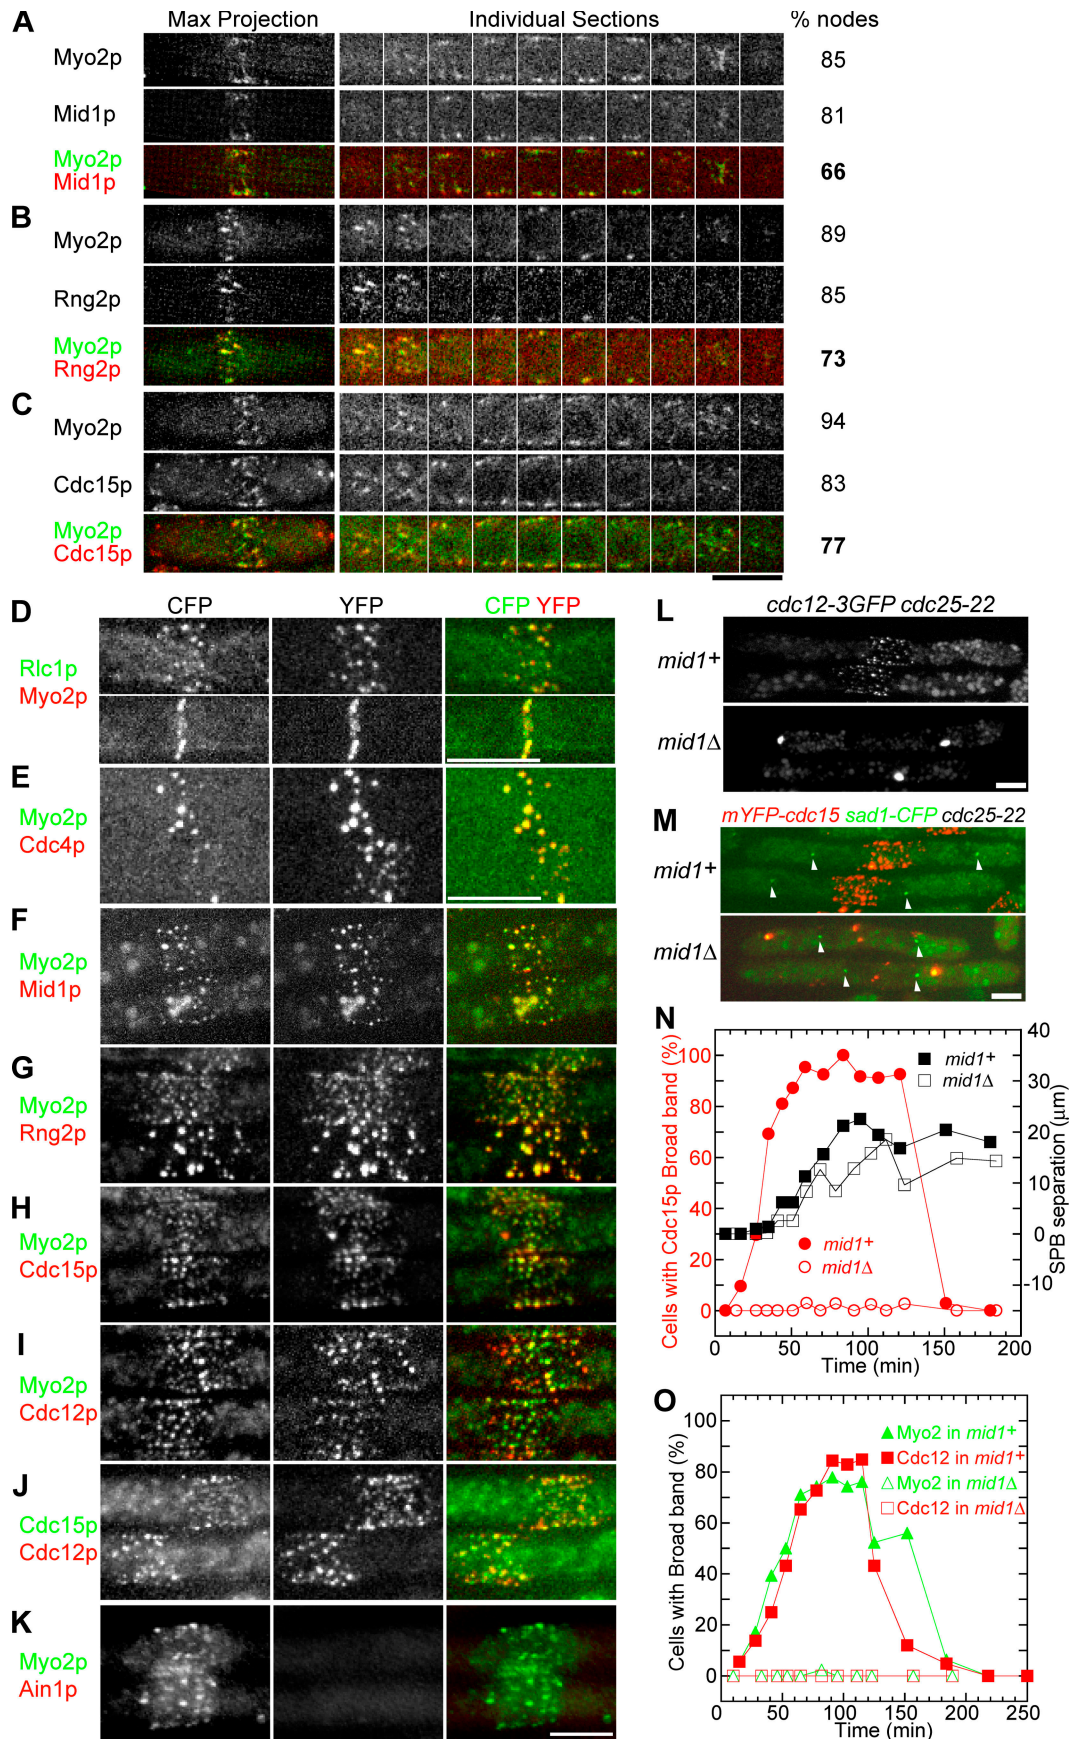 A
Max Projection
Individual Sections
% nodes
Myo2p
85
Mid1p
81
Myo2p
Mid1p
66
B
Myo2p
89
Rng2p
85
Myo2p
Rng2p
73
C
Myo2p
94
Cdc15p
83
Myo2p
Cdc15p
77
D
CFP
YFP
CFP YFP
Rlc1p
Myo2p
E
Myo2p
Cdc4p
F
Myo2p
Mid1p
G
Myo2p
Rng2p
H
Myo2p
Cdc15p
I
Myo2p
Cdc12p
J
Cdc15p
Cdc12p
K
Myo2p
Ain1p
L
cdc12-3GFP cdc25-22
mid1+
mid1Δ
M
mYFP-cdc15 sad1-CFP cdc25-22
mid1+
mid1Δ
N
Cells with Cdc15p Broad band (%)
100
80
60
40
20
0
mid1+
mid1Δ
mid1+
mid1Δ
40
30
20
10
0
-10
SPB separation (µm)
0
50
100
150
200
Time (min)
O
Cells with Broad band (%)
100
80
60
40
20
0
Myo2 in mid1+
Cdc12 in mid1+
Myo2 in mid1Δ
Cdc12 in mid1Δ
0
50
100
150
200
250
Time (min)